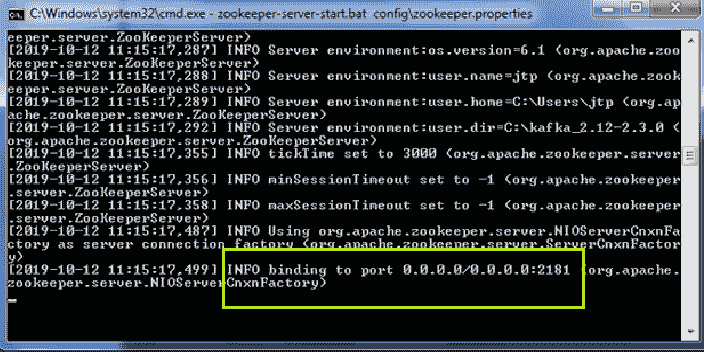 C:\Windows\system32\cmd.exe - zookeeper-server-start.bat config\zookeeper.properties
eeper.server.ZooKeeperServer)
[2019-10-12 11:15:17,287] INFO Server environment:os.version=6.1 (org.apache.zoo
keeper.server.ZooKeeperServer)
[2019-10-12 11:15:17,288] INFO Server environment:user.name=jtp (org.apache.zook
eeper.server.ZooKeeperServer)
[2019-10-12 11:15:17,289] INFO Server environment:user.home=C:\Users\jtp (org.ap
ache.zookeeper.server.ZooKeeperServer)
[2019-10-12 11:15:17,292] INFO Server environment:user.dir=C:\kafka_2.12-2.3.0 (
org.apache.zookeeper.server.ZooKeeperServer)
[2019-10-12 11:15:17,355] INFO tickTime set to 3000 (org.apache.zookeeper.server
.ZooKeeperServer)
[2019-10-12 11:15:17,356] INFO minSessionTimeout set to -1 (org.apache.zookeeper
.server.ZooKeeperServer)
[2019-10-12 11:15:17,358] INFO maxSessionTimeout set to -1 (org.apache.zookeeper
.server.ZooKeeperServer)
[2019-10-12 11:15:17,487] INFO Using org.apache.zookeeper.server.NIOServerCnxnFa
ctory as server connection factory (org.apache.zookeeper.server.ServerCnxnFactor
y)
[2019-10-12 11:15:17,499] INFO binding to port 0.0.0.0/0.0.0.0:2181 (org.apache.
zookeeper.server.NIOServerCnxnFactory)